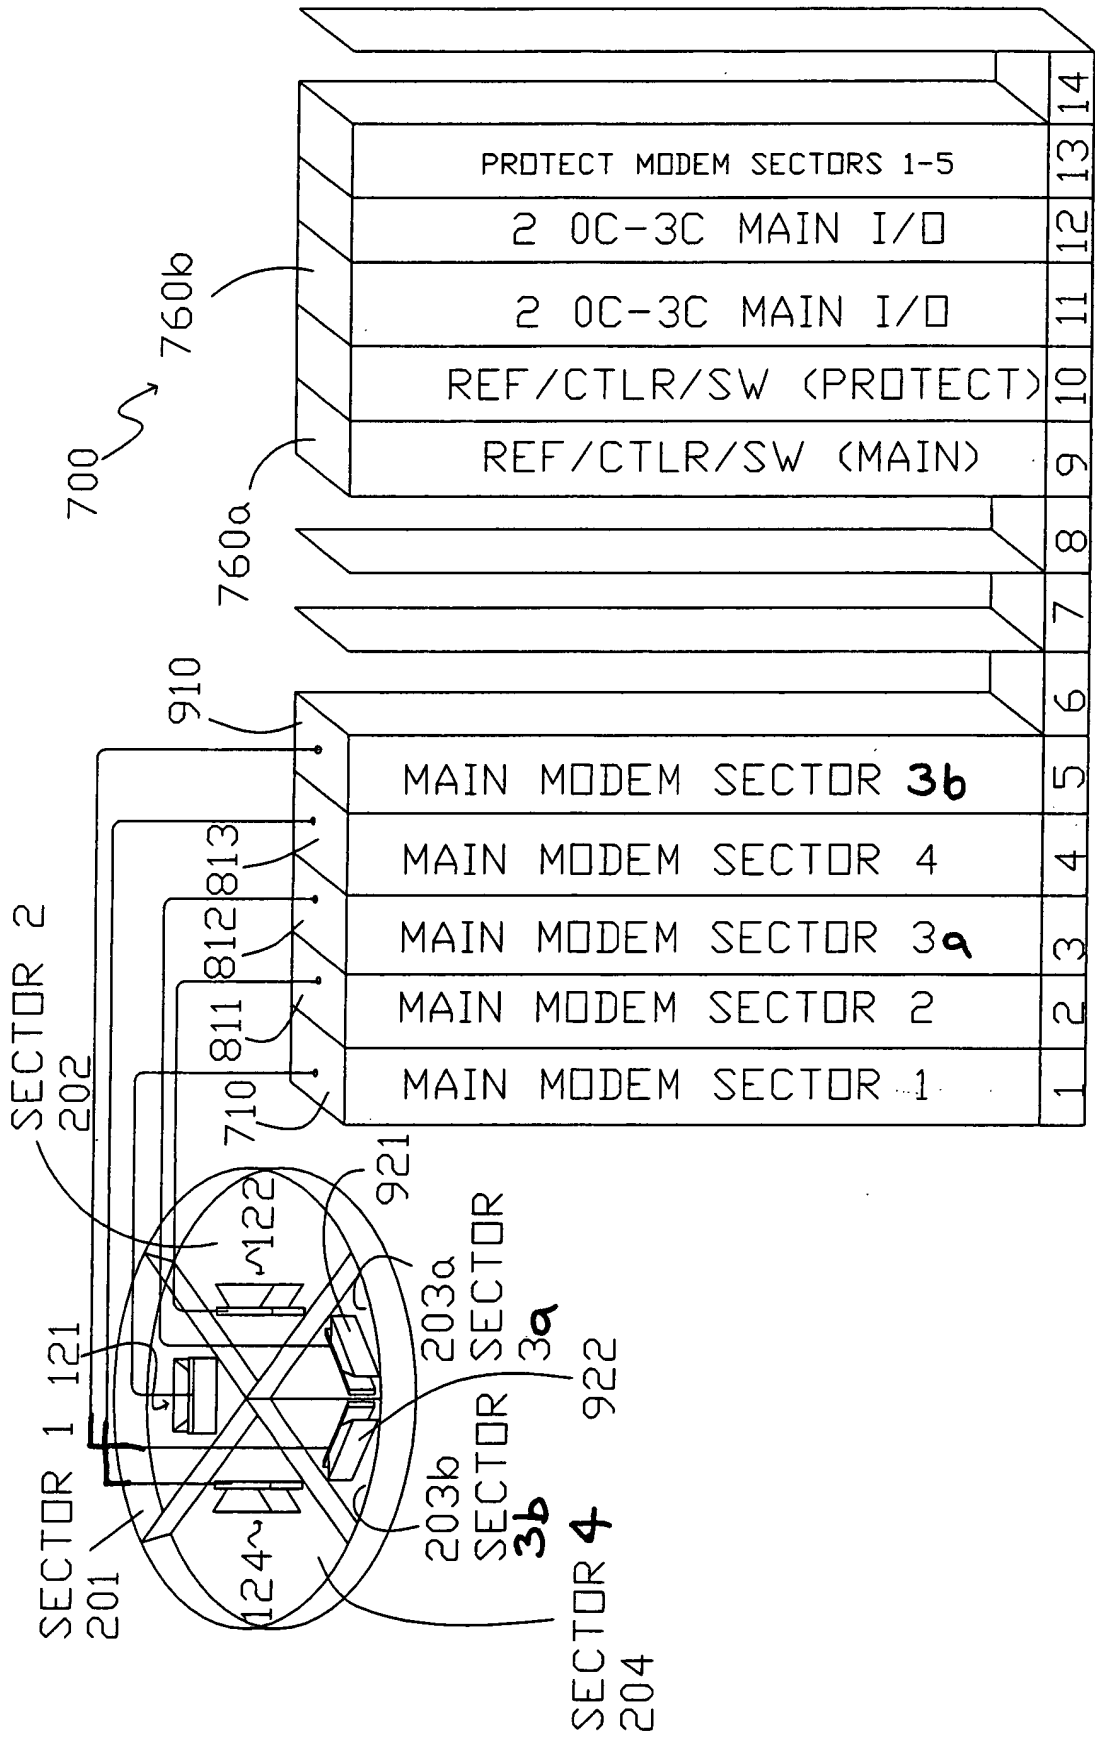 700
760a
760b
910
SECTOR 2
202
SECTOR 1
201
121
122
124
710
811
812
813
921
203a
SECTOR
3a
203b
SECTOR
3b
922
SECTOR 4
204
MAIN MODEM SECTOR 1
MAIN MODEM SECTOR 2
MAIN MODEM SECTOR 3a
MAIN MODEM SECTOR 4
MAIN MODEM SECTOR 3b
REF/CTLR/SW (MAIN)
REF/CTLR/SW (PROTECT)
2 OC-3C MAIN I/O
2 OC-3C MAIN I/O
PROTECT MODEM SECTORS 1-5
1 2 3 4 5 6 7 8 9 10 11 12 13 14